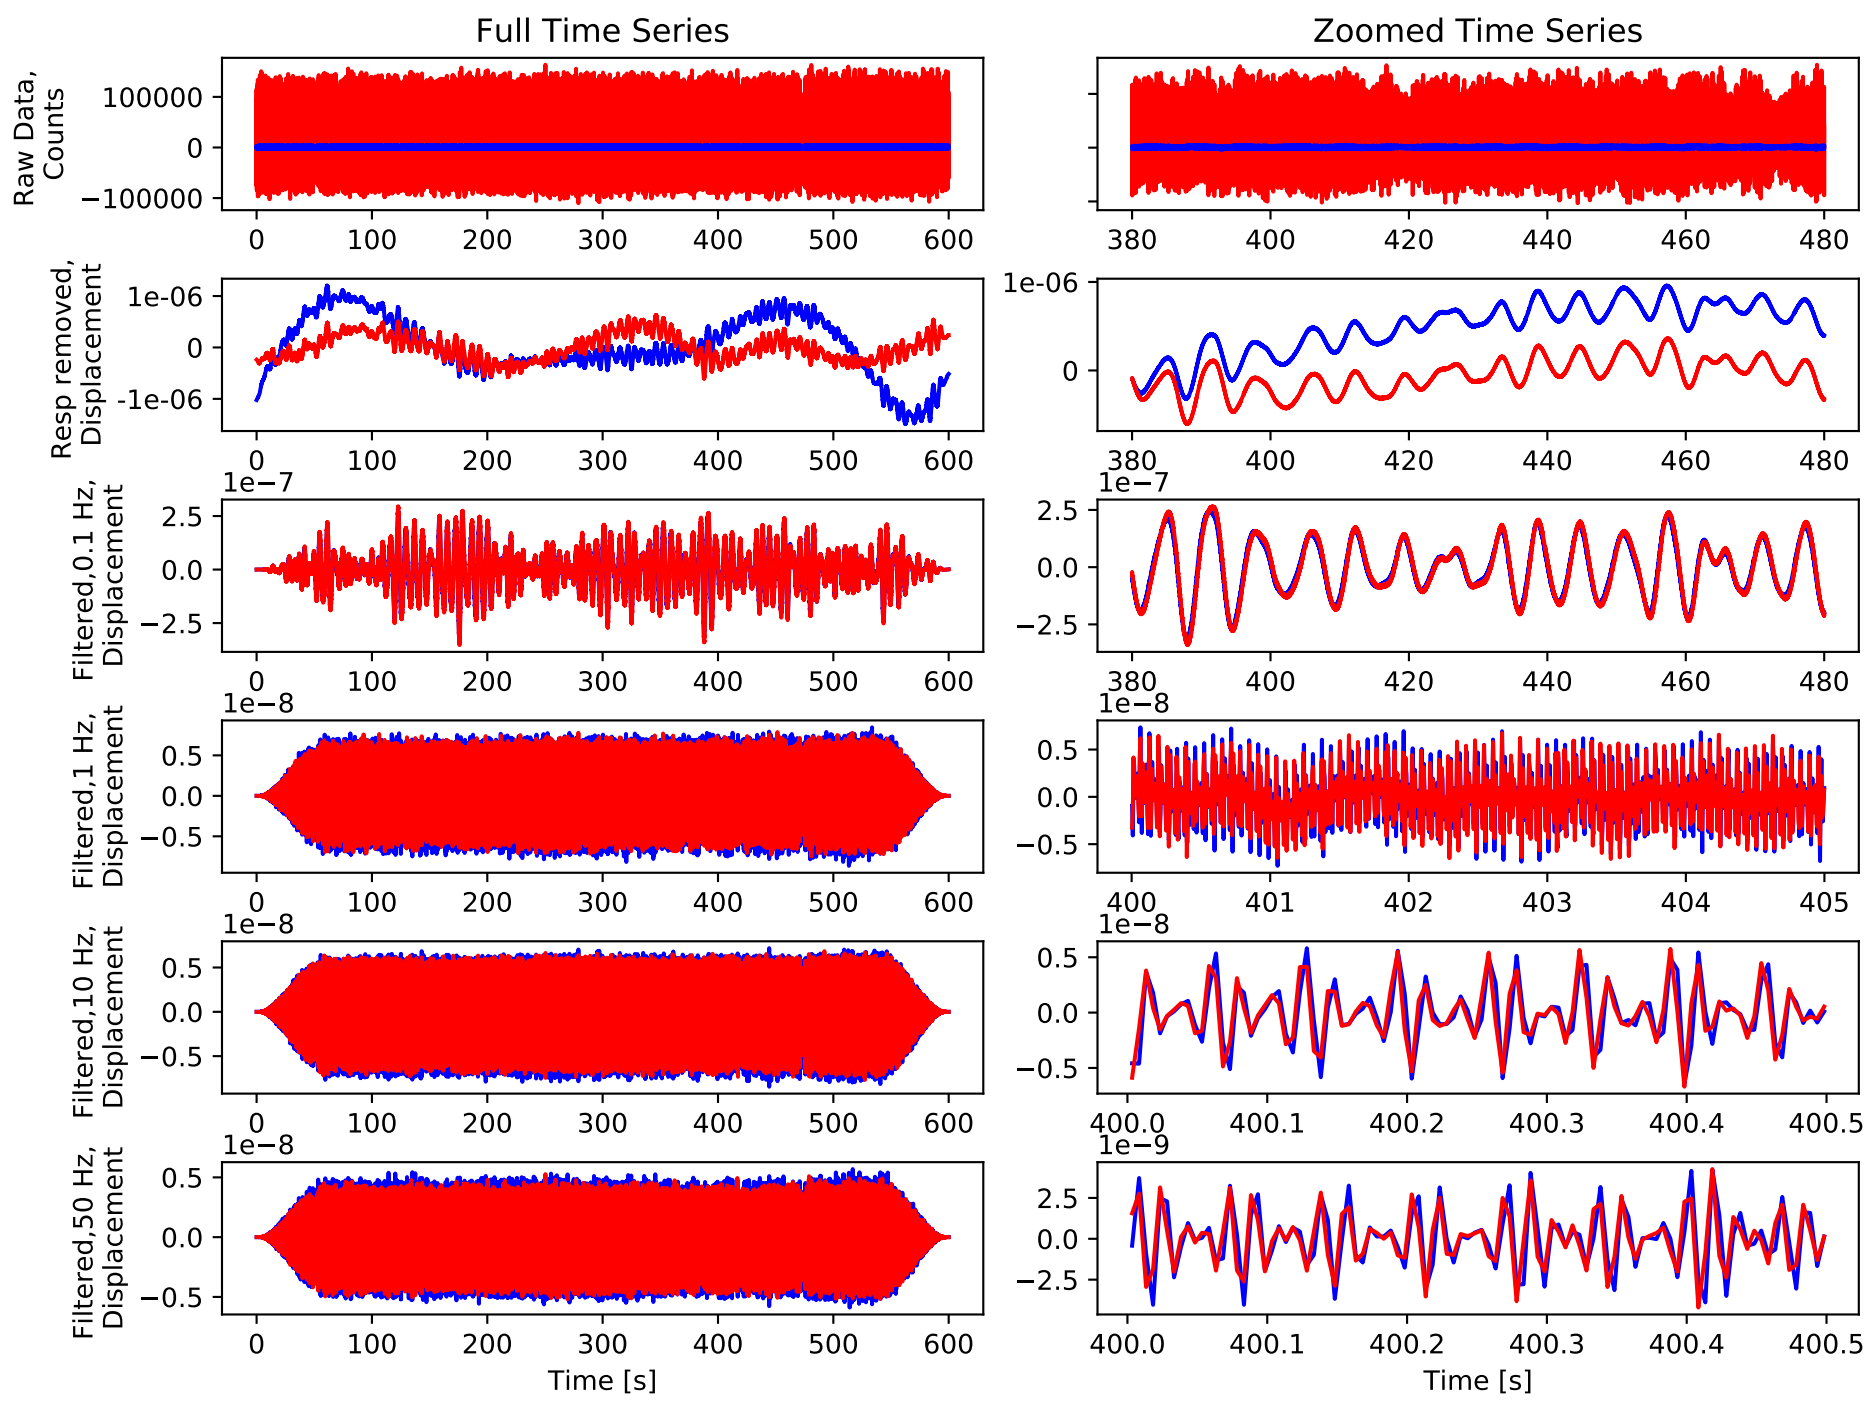 Full Time Series
Zoomed Time Series
Raw Data,
Counts
100000
0
−100000
0 100 200 300 400 500 600
380 400 420 440 460 480
Resp removed,
Displacement
1e-06
0
-1e-06
0 100 200 300 400 500 600
1e-06
0
380 400 420 440 460 480
Filtered,0.1 Hz,
Displacement
1e−7
2.5
0.0
−2.5
0 100 200 300 400 500 600
1e−7
2.5
0.0
−2.5
380 400 420 440 460 480
Filtered,1 Hz,
Displacement
1e−8
0.5
0.0
−0.5
0 100 200 300 400 500 600
1e−8
0.5
0.0
−0.5
400 401 402 403 404 405
Filtered,10 Hz,
Displacement
1e−8
0.5
0.0
−0.5
0 100 200 300 400 500 600
1e−8
0.5
0.0
−0.5
400.0 400.1 400.2 400.3 400.4 400.5
Filtered,50 Hz,
Displacement
1e−8
0.5
0.0
−0.5
0 100 200 300 400 500 600
Time [s]
1e−9
2.5
0.0
−2.5
400.0 400.1 400.2 400.3 400.4 400.5
Time [s]